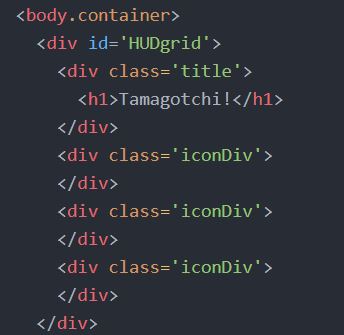 <body.container>
<div id='HUDgrid'>
<div class='title'>
<h1>Tamagotchi!</h1>
</div>
<div class='iconDiv'>
</div>
<div class='iconDiv'>
</div>
<div class='iconDiv'>
</div>
</div>